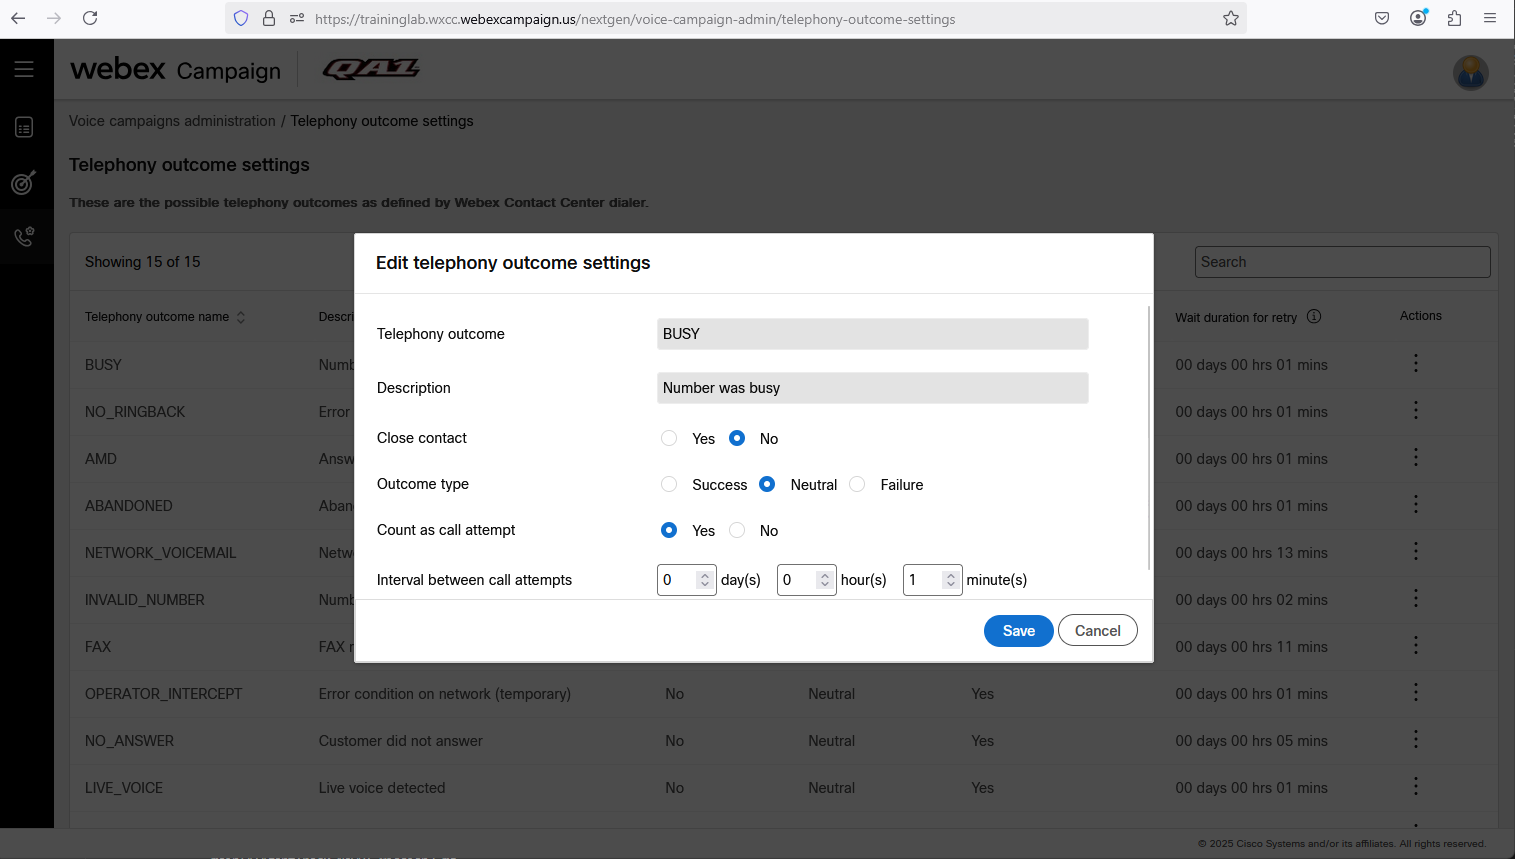 https://traininglab.wxcc.webexcampaign.us/nextgen/voice-campaign-admin/telephony-outcome-settings
webex Campaign QA1
Voice campaigns administration / Telephony outcome settings
Telephony outcome settings
These are the possible telephony outcomes as defined by Webex Contact Center dialer.
Showing 15 of 15 Search
Telephony outcome name Descri Wait duration for retry Actions
BUSY Numb 00 days 00 hrs 01 mins
NO_RINGBACK Error 00 days 00 hrs 01 mins
AMD Answ 00 days 00 hrs 01 mins
ABANDONED Aban 00 days 00 hrs 01 mins
NETWORK_VOICEMAIL Netw 00 days 00 hrs 13 mins
INVALID_NUMBER Numb 00 days 00 hrs 02 mins
FAX FAX 00 days 00 hrs 11 mins
OPERATOR_INTERCEPT Error condition on network (temporary) No Neutral Yes 00 days 00 hrs 01 mins
NO_ANSWER Customer did not answer No Neutral Yes 00 days 00 hrs 05 mins
LIVE_VOICE Live voice detected No Neutral Yes 00 days 00 hrs 01 mins
Edit telephony outcome settings
Telephony outcome BUSY
Description Number was busy
Close contact Yes No
Outcome type Success Neutral Failure
Count as call attempt Yes No
Interval between call attempts 0 day(s) 0 hour(s) 1 minute(s)
Save Cancel
© 2025 Cisco Systems and/or its affiliates. All rights reserved.